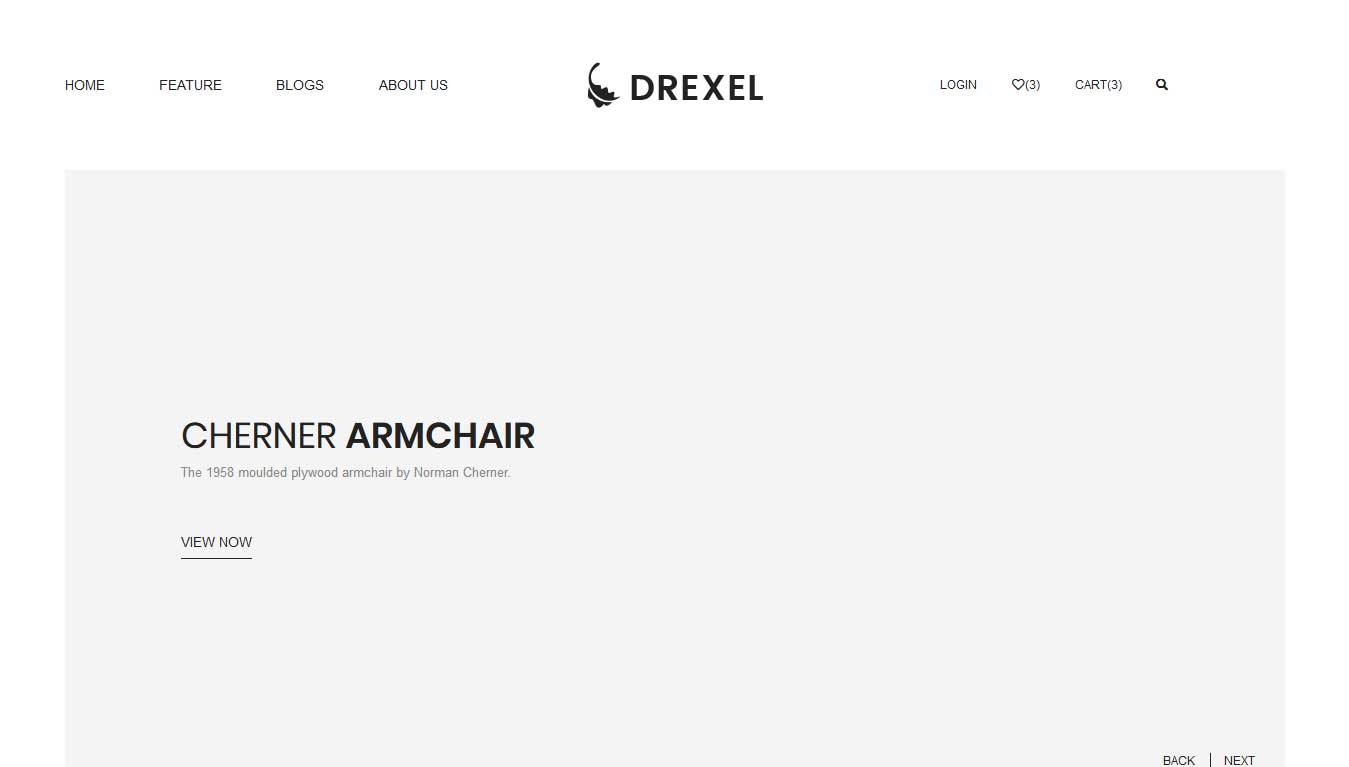 HOME FEATURE BLOGS ABOUT US DREXEL LOGIN (3) CART(3)
CHERNER ARMCHAIR
The 1958 moulded plywood armchair by Norman Cherner.
VIEW NOW
BACK | NEXT